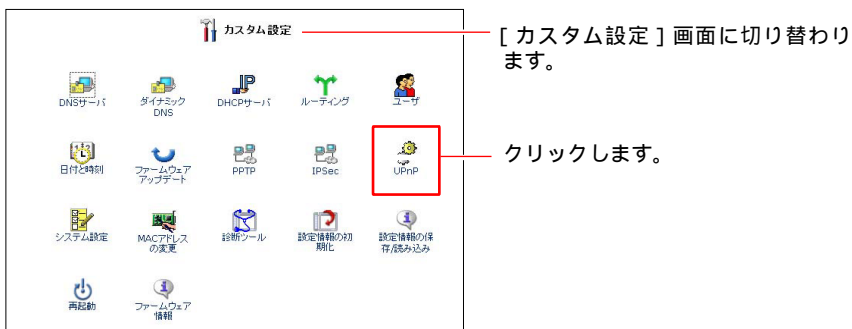 カスタム設定
[ カスタム設定 ] 画面に切り替わり
ます。
DNSサーバ
ダイナミック
DNS
DHCPサーバ
ルーティング
ユーザ
クリックします。
日付と時刻
ファームウェア
アップデート
PPTP
IPSec
UPnP
システム設定
MACアドレス
の変更
診断ツール
設定情報の初
期化
設定情報の保
存/読み込み
再起動
ファームウェア
情報